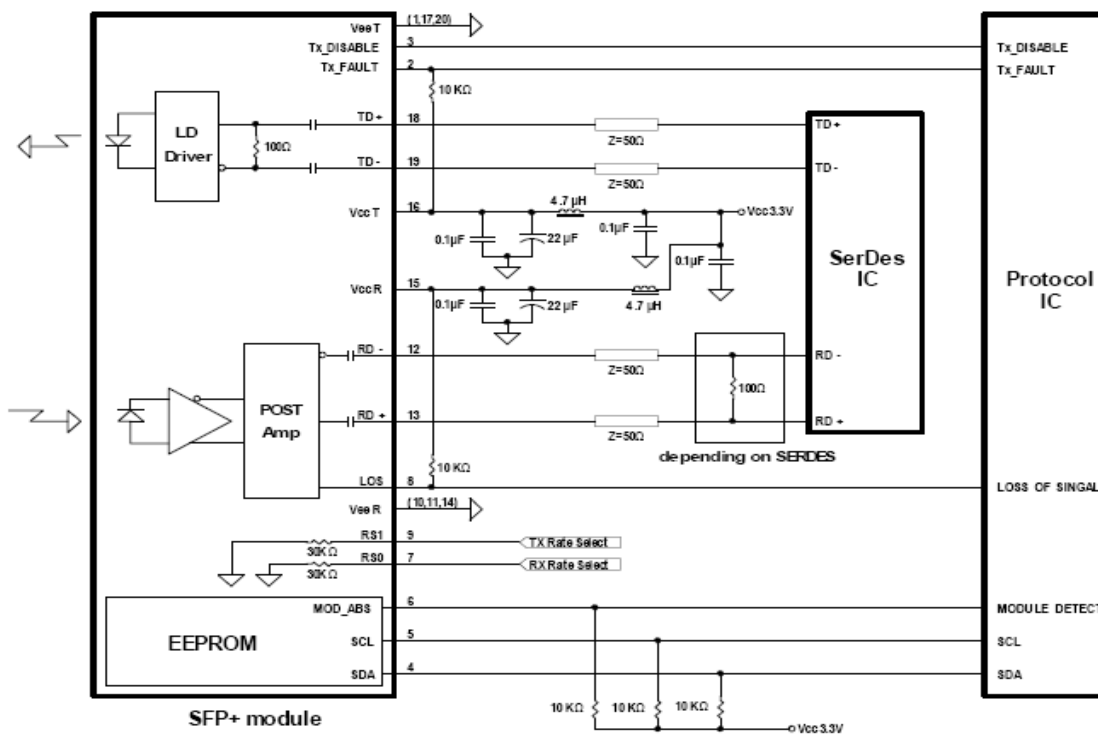 Vee T (1,17,20)
Tx_DISABLE 3 Tx_DISABLE
Tx_FAULT 2 Tx_FAULT
10 KΩ
LD Driver
100Ω
TD+ 18 Z=50Ω TD+
TD - 19 Z=50Ω TD -
4.7 µH
Vcc T 16 Vcc3.3V
0.1µF 22 µF 0.1µF
0.1µF
SerDes IC
Protocol IC
Vcc R 15
0.1µF 22 µF 4.7 µH
RD - 12 Z=50Ω RD -
100Ω
POST Amp
RD + 13 Z=50Ω RD +
depending on SERDES
10 KΩ
LOS 8 LOSS OF SINGAL
Vee R (10,11,14)
RS1 9 TX Rate Select
30K Ω
RS0 7 RX Rate Select
30K Ω
EEPROM
MOD_ABS 6 MODULE DETECT
SCL 5 SCL
SDA 4 SDA
10 KΩ 10 KΩ 10 KΩ
Vcc3.3V
SFP+ module